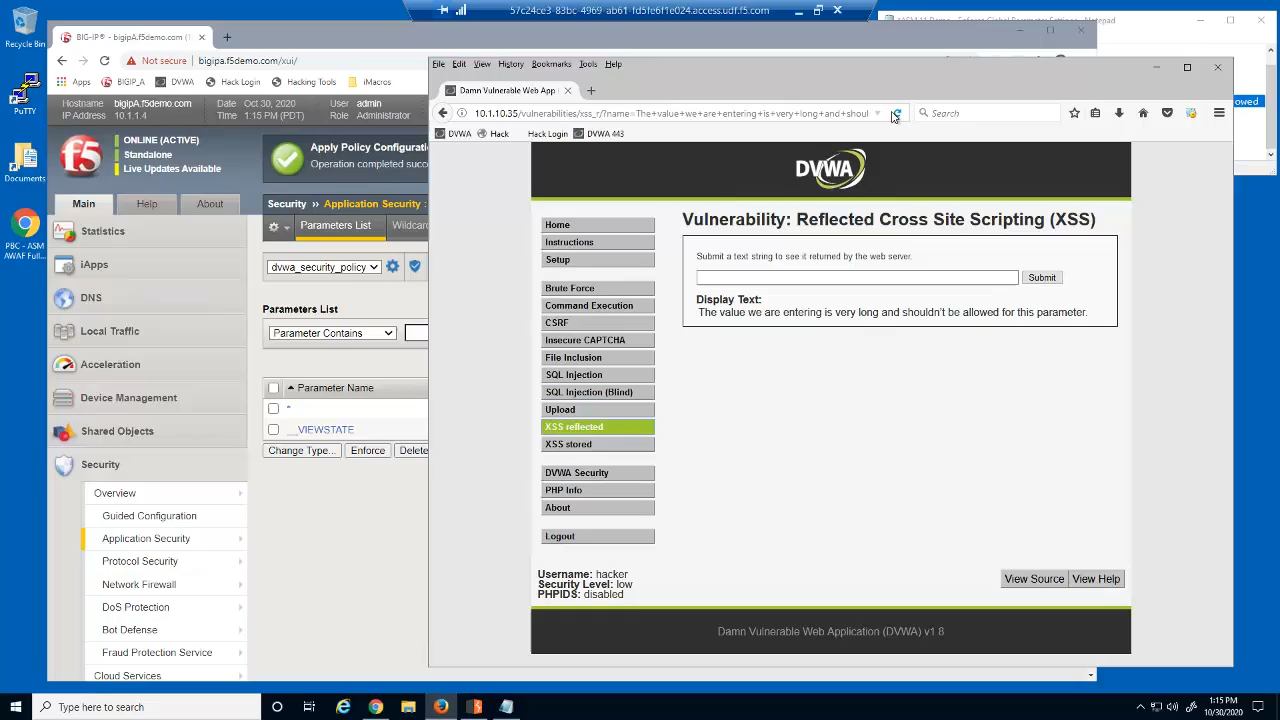 57c24ce3-83bc-4969-ab61-fd5fe6f1e024.access.udf.f5.com
Recycle Bin
PuTTY
Documents
PBC - ASM
AWAF Full...
BIG-IP® - bigipA.f5demo.com (1
Not secure
bigipa.f5demo.com/xui/
Apps
BIGIP_A
DVWA
Hack Login
Hacking Tools
iMacros
Hostname bigipA.f5demo.com
IP Address 10.1.1.4
Date Oct 30, 2020
Time
User admin
f5
ONLINE (ACTIVE)
Standalone
Live Updates Available
Apply Policy Configurat
Operation completed suc
Main
Help
About
Statistics
iApps
DNS
Local Traffic
Acceleration
Device Management
Shared Objects
Security
Overview
Guided Configuration
Application Security
Protocol Security
Network Firewall
DoS Protection
Bot Defense
Fraud Protection Service
Cloud Services
Security ›› Application Security :
Parameters List
Wildcard
dvwa_security_policy
Parameters List
Parameter Contains
Parameter Name
*
__VIEWSTATE
Change Type...
Enforce
Delete
Notepad
owed
File Edit View History Bookmarks Tools Help
Damn Vulnerable Web App
10.1.10.35/vulnerabilities/xss_r/?name=The+value+we+are+entering+is+very+long+and+shoul
Search
DVWA
Hack
Hack Login
DVWA 443
DVWA
Home
Instructions
Setup
Brute Force
Command Execution
CSRF
Insecure CAPTCHA
File Inclusion
SQL Injection
SQL Injection (Blind)
Upload
XSS reflected
XSS stored
DVWA Security
PHP Info
About
Logout
Vulnerability: Reflected Cross Site Scripting (XSS)
Submit a text string to see it returned by the web server.
Submit
Display Text:
The value we are entering is very long and shouldn't be allowed for this parameter.
Username: hacker
Security Level: low
PHPIDS: disabled
View Source
View Help
Damn Vulnerable Web Application (DVWA) v1.8
Type here to search
1:15 PM
10/30/2020